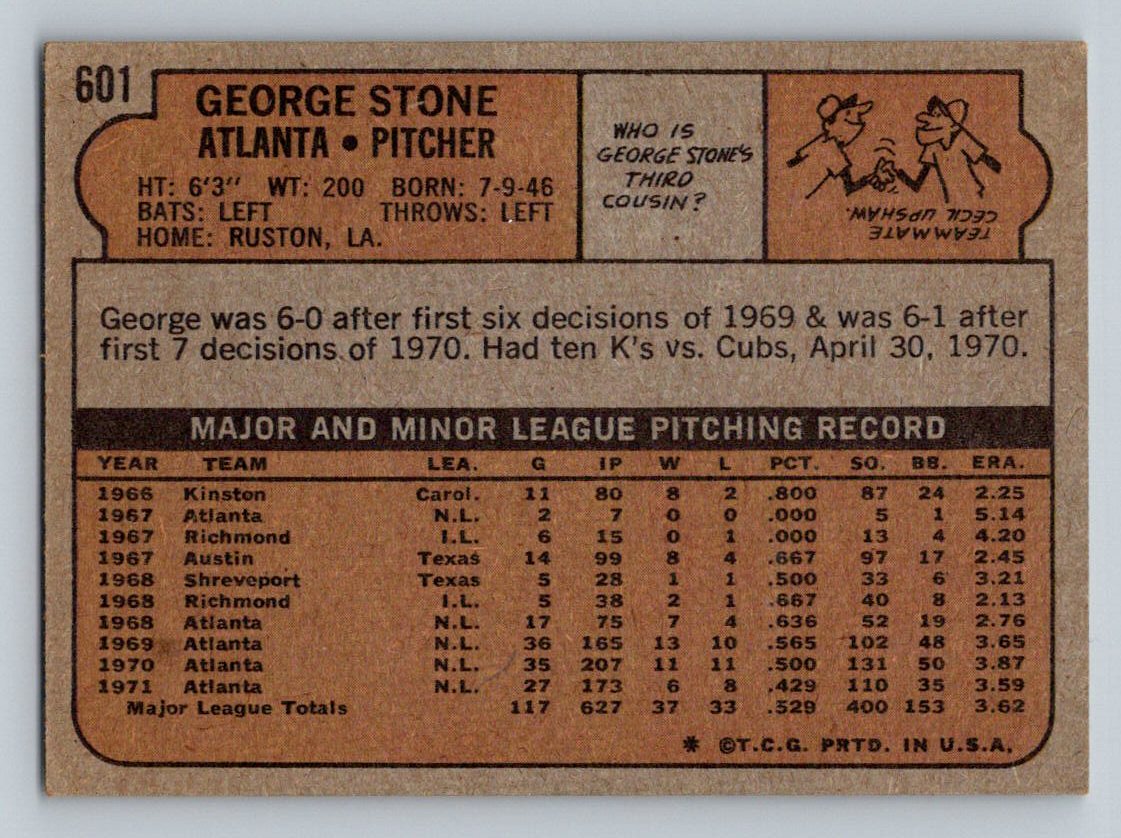 601
GEORGE STONE
ATLANTA • PITCHER
HT: 6'3" WT: 200 BORN: 7-9-46
BATS: LEFT THROWS: LEFT
HOME: RUSTON, LA.
WHO IS
GEORGE STONE'S
THIRD
COUSIN?
TEAMMATE
CECIL UPSHAW.
George was 6-0 after first six decisions of 1969 & was 6-1 after
first 7 decisions of 1970. Had ten K's vs. Cubs, April 30, 1970.
MAJOR AND MINOR LEAGUE PITCHING RECORD
YEAR TEAM LEA. G IP W L PCT. SO. BB. ERA.
1966 Kinston Carol. 11 80 8 2 .800 87 24 2.25
1967 Atlanta N.L. 2 7 0 0 .000 5 1 5.14
1967 Richmond I.L. 6 15 0 1 .000 13 4 4.20
1967 Austin Texas 14 99 8 4 .667 97 17 2.45
1968 Shreveport Texas 5 28 1 1 .500 33 6 3.21
1968 Richmond I.L. 5 38 2 1 .667 40 8 2.13
1968 Atlanta N.L. 17 75 7 4 .636 52 19 2.76
1969 Atlanta N.L. 36 165 13 10 .565 102 48 3.65
1970 Atlanta N.L. 35 207 11 11 .500 131 50 3.87
1971 Atlanta N.L. 27 173 6 8 .429 110 35 3.59
Major League Totals 117 627 37 33 .529 400 153 3.62
* ©T.C.G. PRTD. IN U.S.A.